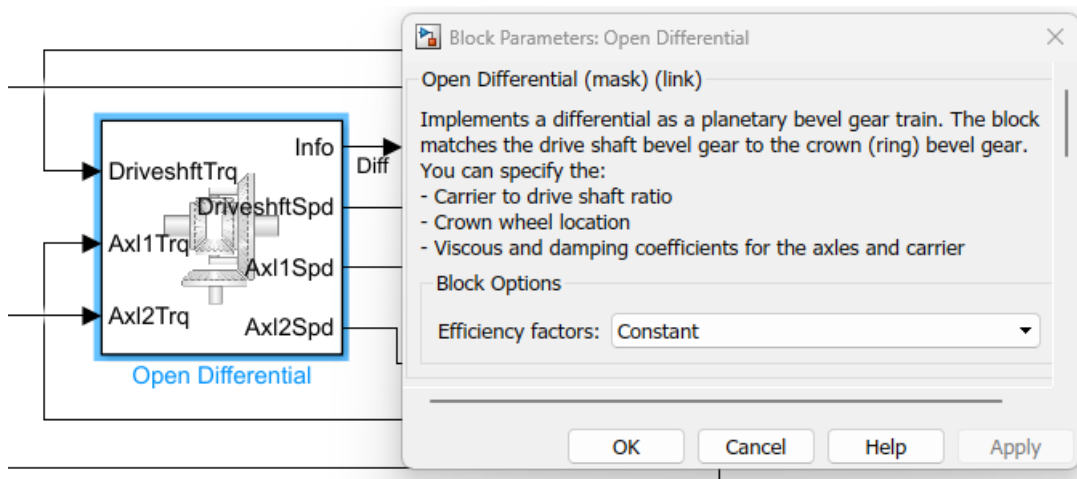 Info
DriveshftTrq
Diff
DriveshftSpd
Axl1Trq
Axl1Spd
Axl2Trq
Axl2Spd
Open Differential
Block Parameters: Open Differential
Open Differential (mask) (link)
Implements a differential as a planetary bevel gear train. The block
matches the drive shaft bevel gear to the crown (ring) bevel gear.
You can specify the:
- Carrier to drive shaft ratio
- Crown wheel location
- Viscous and damping coefficients for the axles and carrier
Block Options
Efficiency factors: Constant
OK Cancel Help Apply